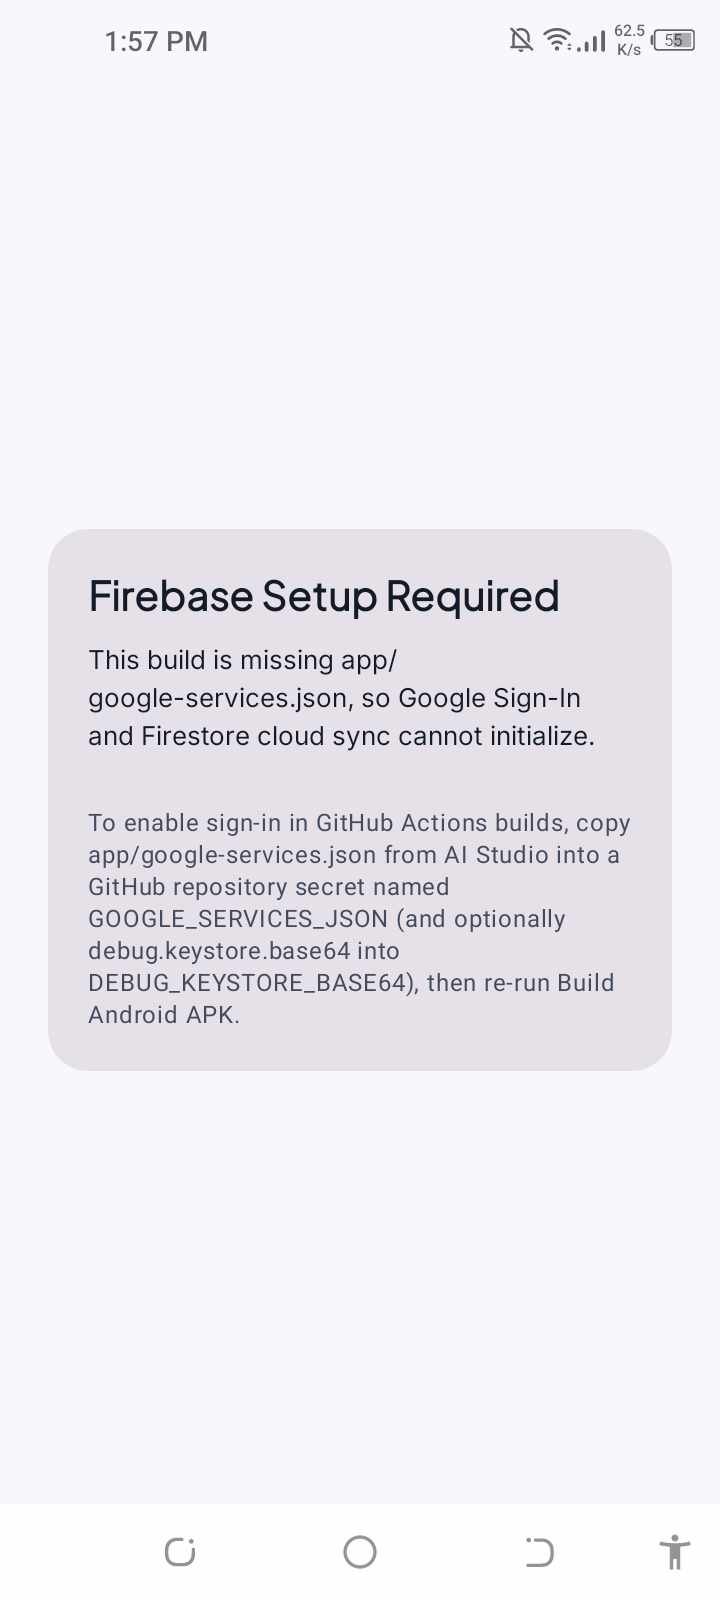 1:57 PM
62.5
K/s
55
Firebase Setup Required
This build is missing app/
google-services.json, so Google Sign-In
and Firestore cloud sync cannot initialize.
To enable sign-in in GitHub Actions builds, copy
app/google-services.json from AI Studio into a
GitHub repository secret named
GOOGLE_SERVICES_JSON (and optionally
debug.keystore.base64 into
DEBUG_KEYSTORE_BASE64), then re-run Build
Android APK.